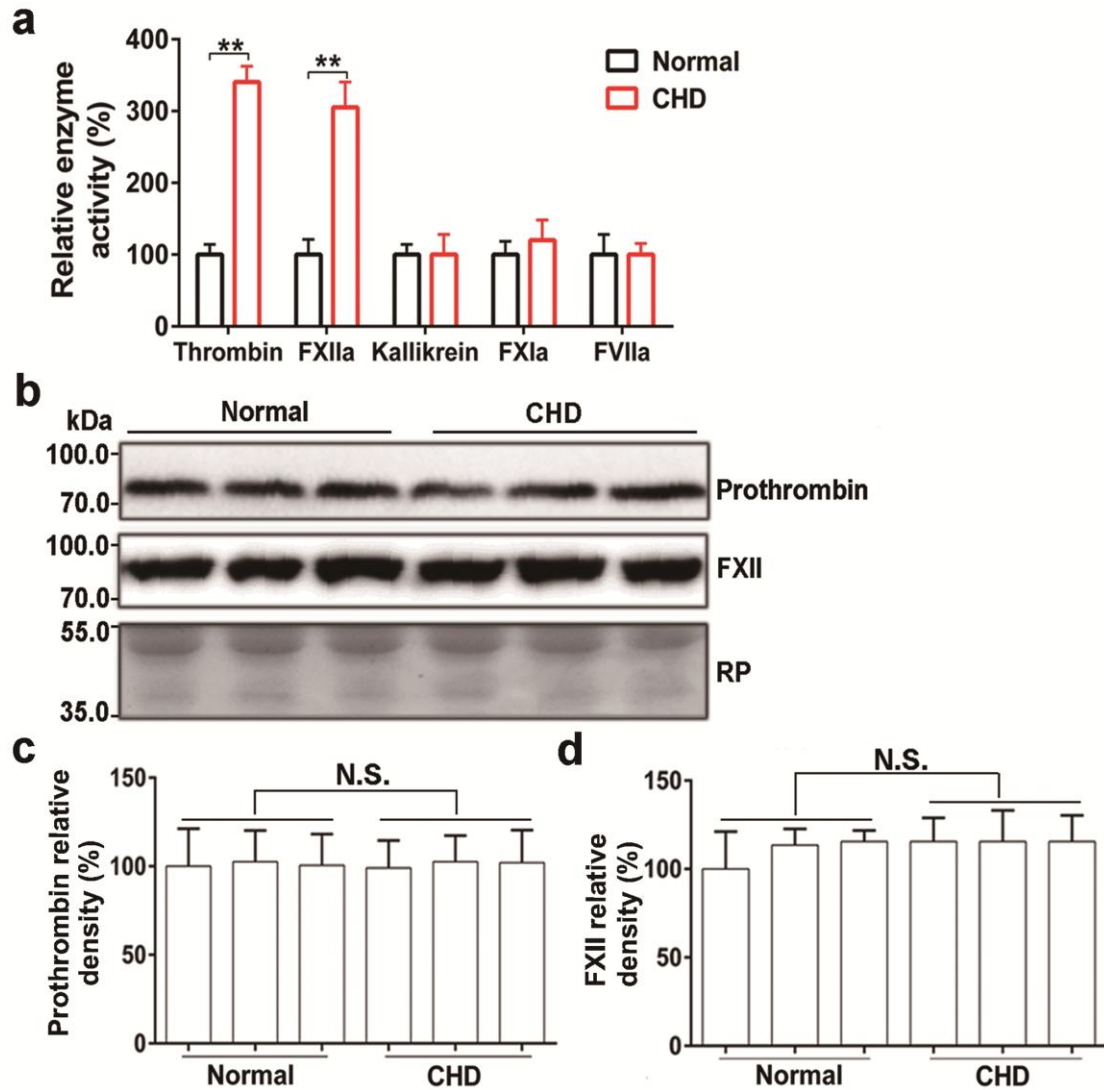 a
Relative enzyme
activity (%)
400
300
200
100
0
** **
Normal
CHD
Thrombin FXIIa Kallikrein FXIa FVIIa
b
kDa Normal CHD
100.0
70.0
Prothrombin
100.0
70.0
FXII
55.0
35.0
RP
c
Prothrombin relative
density (%)
150
100
50
0
N.S.
Normal CHD
d
FXII relative
density (%)
150
100
50
0
N.S.
Normal CHD